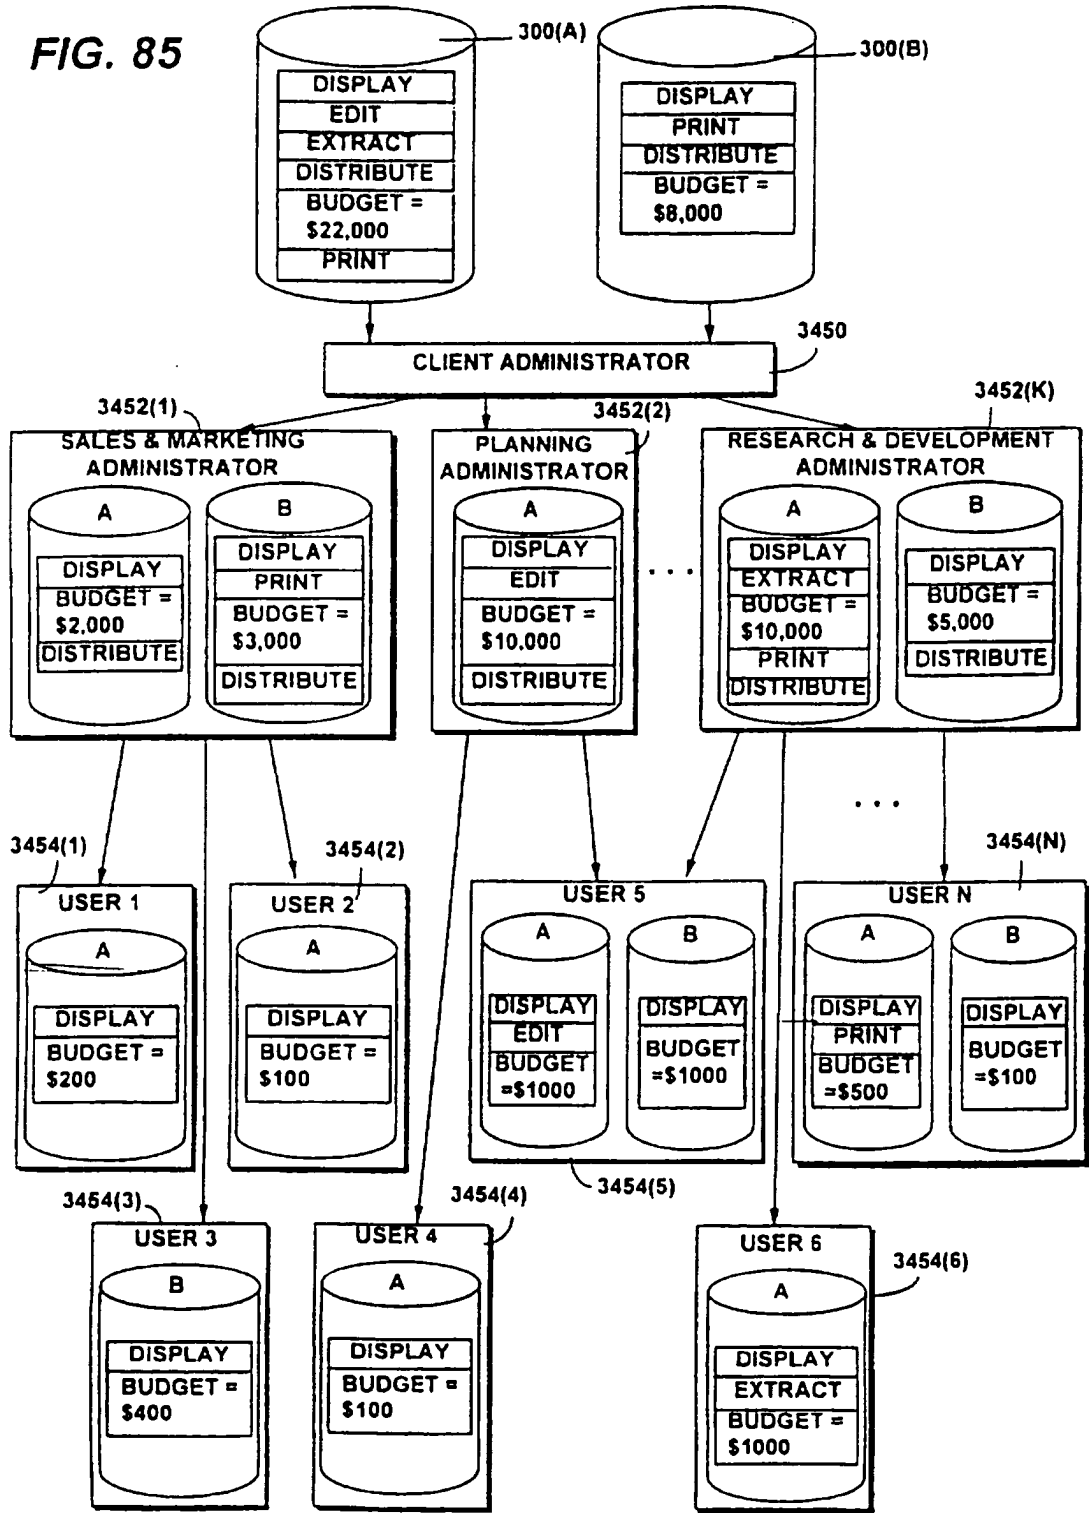 FIG. 85
300(A)
DISPLAY
EDIT
EXTRACT
DISTRIBUTE
BUDGET =
$22,000
PRINT
300(B)
DISPLAY
PRINT
DISTRIBUTE
BUDGET =
$8,000
3450
CLIENT ADMINISTRATOR
3452(1)
SALES & MARKETING
ADMINISTRATOR
A
DISPLAY
BUDGET =
$2,000
DISTRIBUTE
B
DISPLAY
PRINT
BUDGET =
$3,000
DISTRIBUTE
3452(2)
PLANNING
ADMINISTRATOR
A
DISPLAY
EDIT
BUDGET =
$10,000
DISTRIBUTE
. . .
3452(K)
RESEARCH & DEVELOPMENT
ADMINISTRATOR
A
DISPLAY
EXTRACT
BUDGET =
$10,000
PRINT
DISTRIBUTE
B
DISPLAY
BUDGET =
$5,000
DISTRIBUTE
. . .
3454(1)
USER 1
A
DISPLAY
BUDGET =
$200
3454(2)
USER 2
A
DISPLAY
BUDGET =
$100
USER 5
A
DISPLAY
EDIT
BUDGET
=$1000
B
DISPLAY
BUDGET
=$1000
3454(5)
3454(N)
USER N
A
DISPLAY
PRINT
BUDGET
=$500
B
DISPLAY
BUDGET
=$100
3454(3)
USER 3
B
DISPLAY
BUDGET =
$400
3454(4)
USER 4
A
DISPLAY
BUDGET =
$100
3454(6)
USER 6
A
DISPLAY
EXTRACT
BUDGET =
$1000